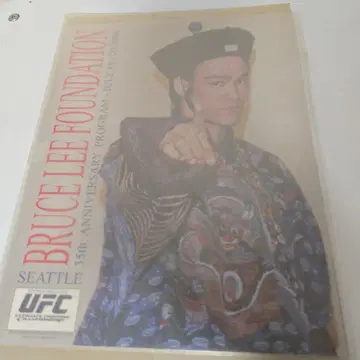 BRUCE LEE FOUNDATION
SEATTLE 35th ANNIVERSARY PROGRAM
UFC